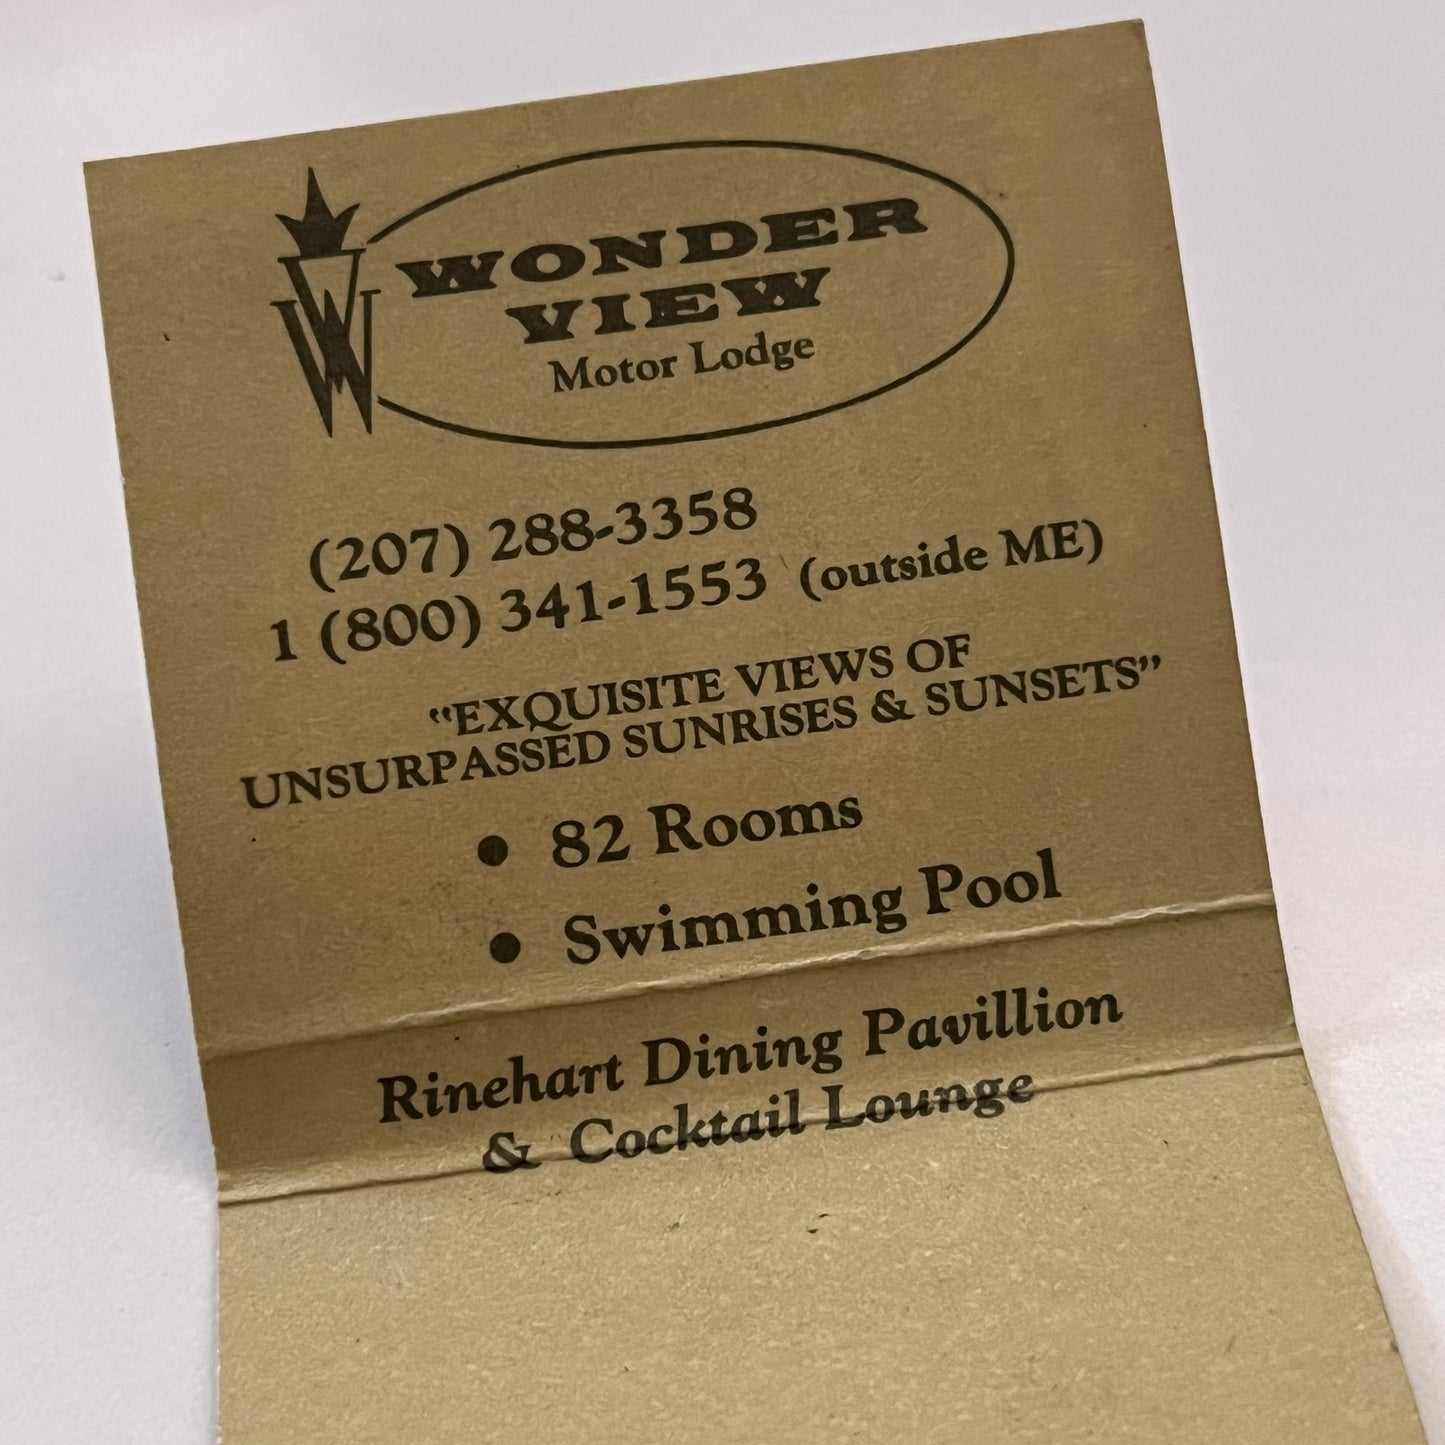 WONDER
VIEW
Motor Lodge
(207) 288-3358
1 (800) 341-1553 (outside ME)
“EXQUISITE VIEWS OF
UNSURPASSED SUNRISES & SUNSETS”
• 82 Rooms
• Swimming Pool
Rinehart Dining Pavillion
& Cocktail Lounge